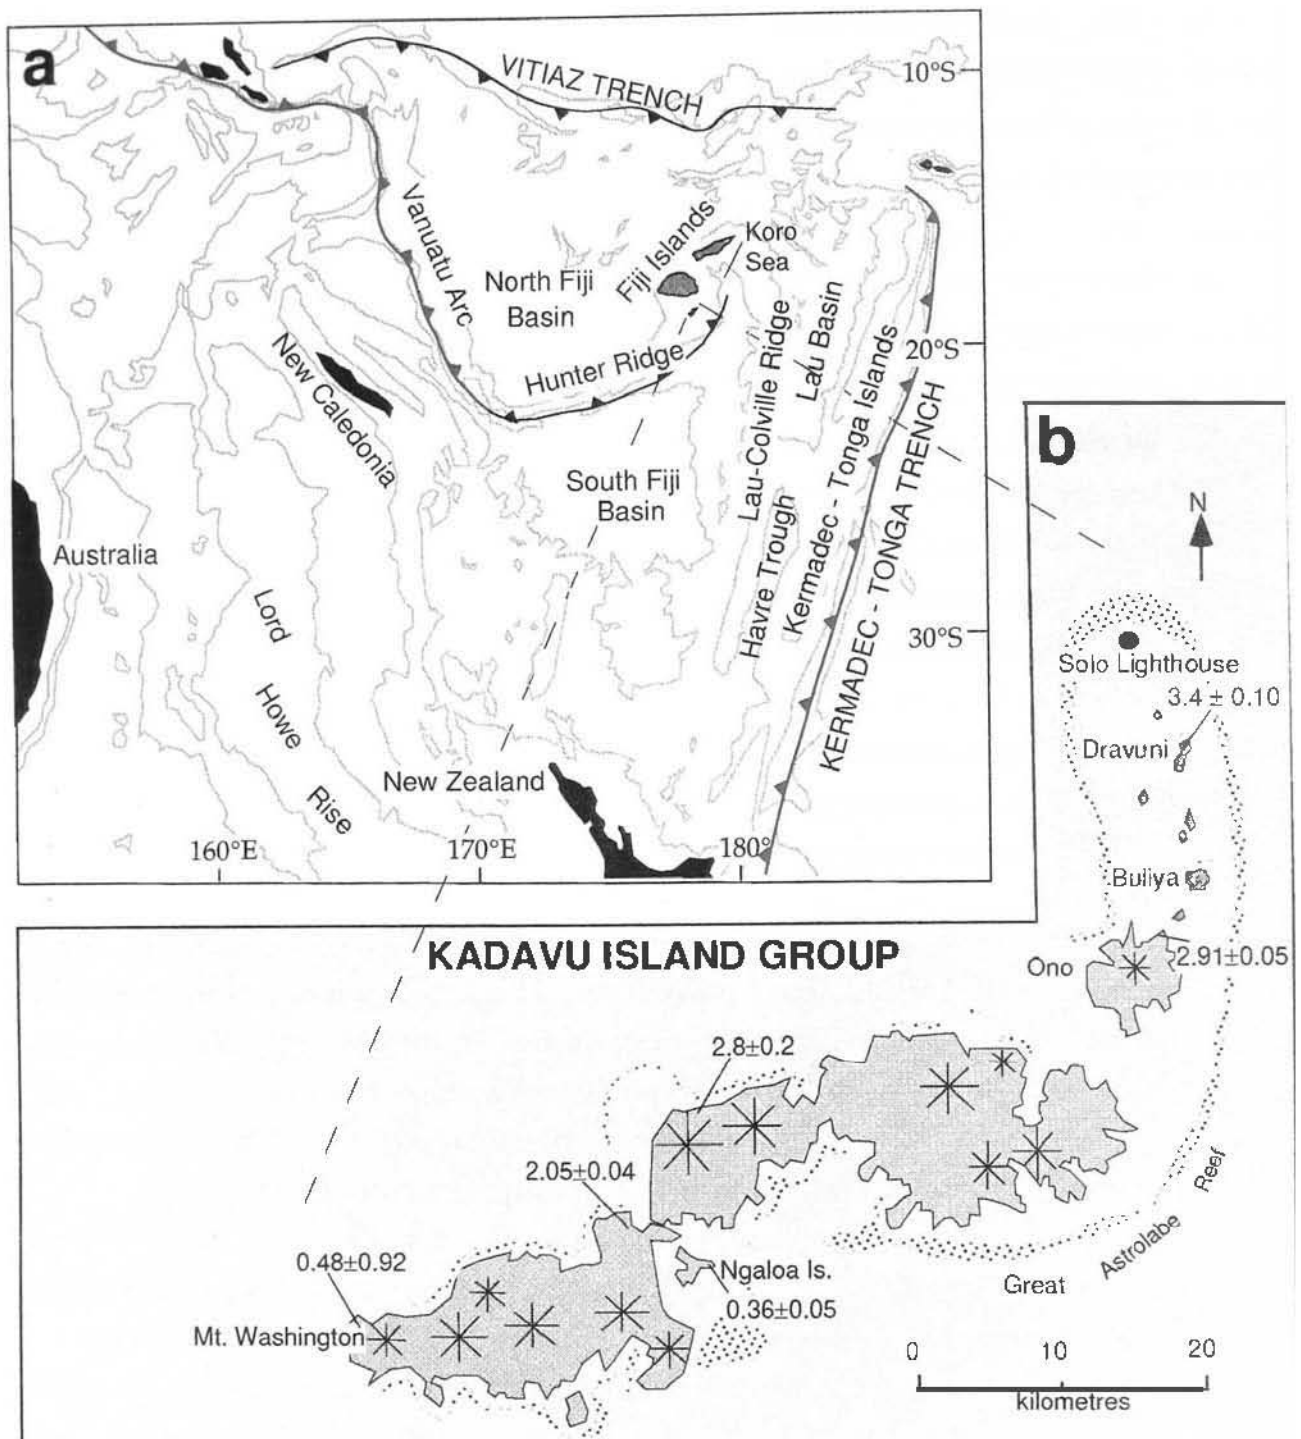 a
VITIAZ TRENCH
10°S
Vanuatu Arc
North Fiji
Basin
Fiji Islands
Koro
Sea
Hunter Ridge
Lau-Colville Ridge
Lau Basin
20°S
New Caledonia
South Fiji
Basin
Havre Trough
Kermadec - Tonga Islands
KERMADEC - TONGA TRENCH
Australia
Lord
Howe
Rise
30°S
New Zealand
160°E
170°E
180°
b
N
Solo Lighthouse
3.4 ± 0.10
Dravuni
Buliya
KADAVU ISLAND GROUP
Ono
2.91±0.05
2.8±0.2
2.05±0.04
0.48±0.92
Ngaloa Is.
0.36±0.05
Mt. Washington
Great
Astrolabe
Reef
0
10
20
kilometres